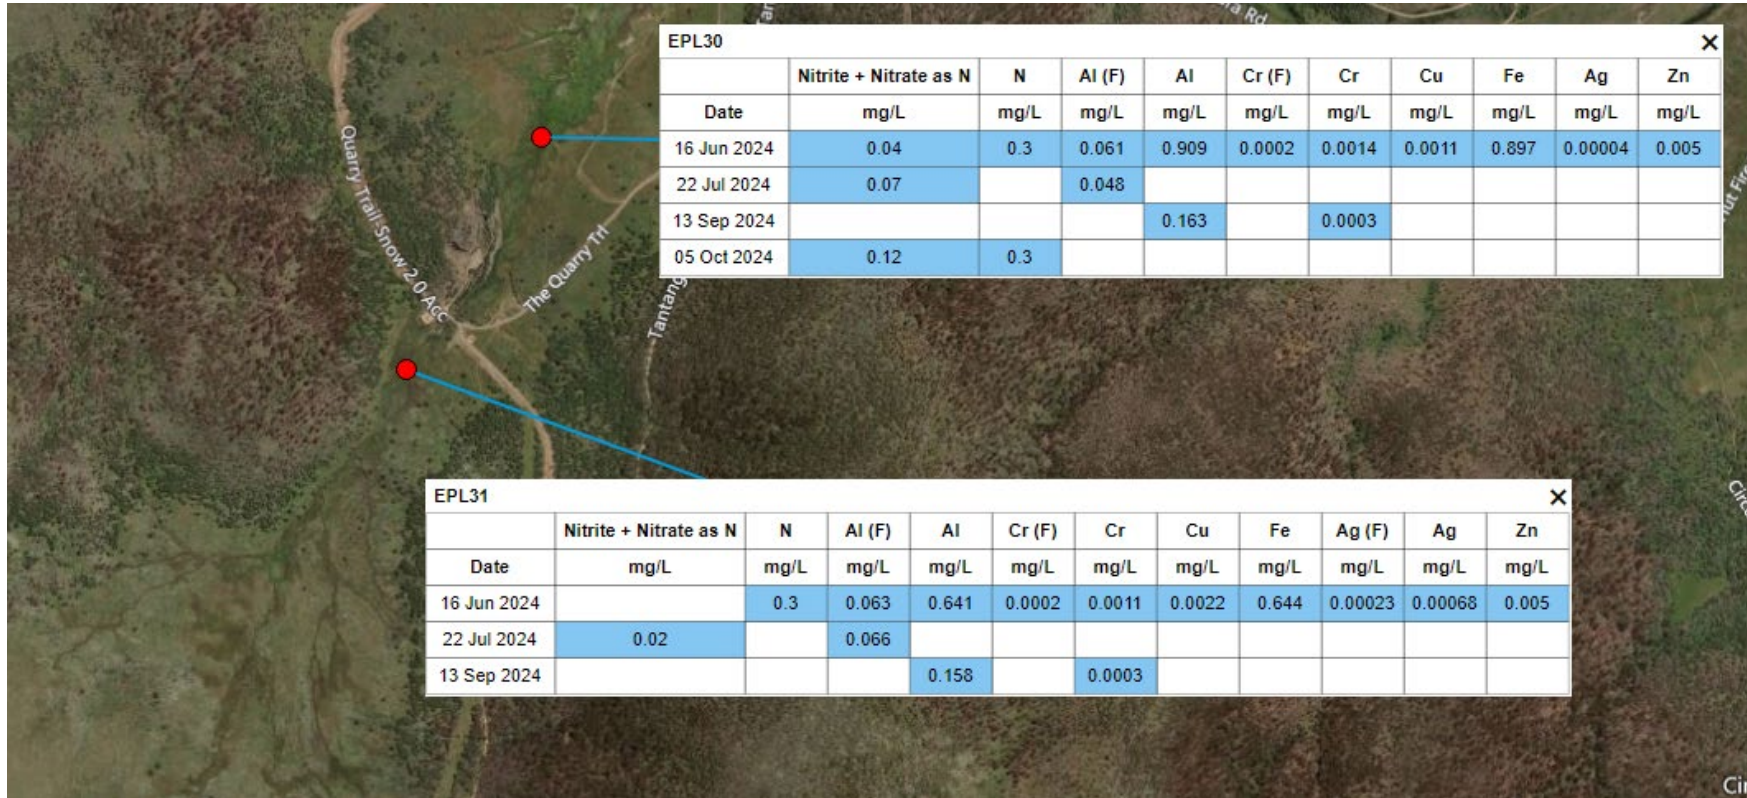 EPL30 ×
Nitrite + Nitrate as N N Al (F) Al Cr (F) Cr Cu Fe Ag Zn
Date mg/L mg/L mg/L mg/L mg/L mg/L mg/L mg/L mg/L mg/L
16 Jun 2024 0.04 0.3 0.061 0.909 0.0002 0.0014 0.0011 0.897 0.00004 0.005
22 Jul 2024 0.07 0.048
13 Sep 2024 0.163 0.0003
05 Oct 2024 0.12 0.3
Quarry Trail-Snow 2.0 Acc
The Quarry Trl
Tantang
Rd
EPL31 ×
Nitrite + Nitrate as N N Al (F) Al Cr (F) Cr Cu Fe Ag (F) Ag Zn
Date mg/L mg/L mg/L mg/L mg/L mg/L mg/L mg/L mg/L mg/L mg/L
16 Jun 2024 0.3 0.063 0.641 0.0002 0.0011 0.0022 0.644 0.00023 0.00068 0.005
22 Jul 2024 0.02 0.066
13 Sep 2024 0.158 0.0003